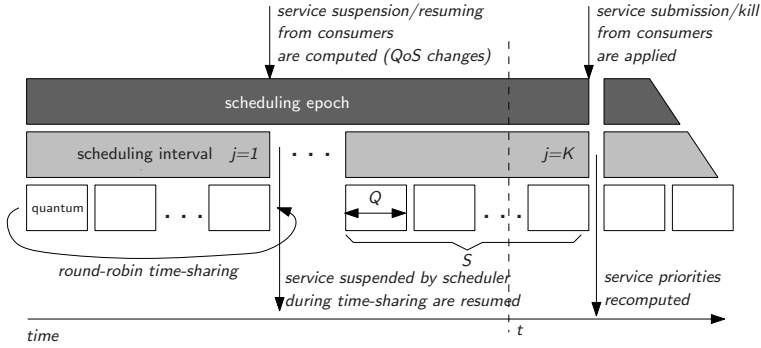 service suspension/resuming
from consumers
are computed (QoS changes)
service submission/kill
from consumers
are applied
scheduling epoch
scheduling interval j=1
. . .
j=K
quantum
. . .
Q
. . .
round-robin time-sharing
S
service suspended by scheduler
during time-sharing are resumed
service priorities
recomputed
time
t